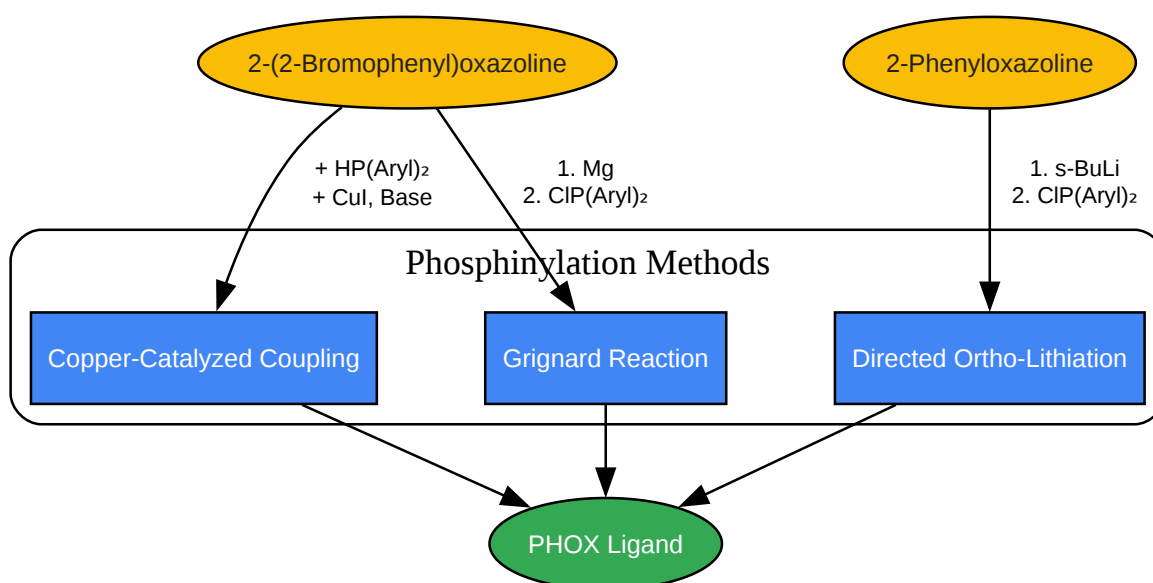 2-(2-Bromophenyl)oxazoline
2-Phenyloxazoline
+ HP(Aryl)₂
+ CuI, Base
1. Mg
2. ClP(Aryl)₂
1. s-BuLi
2. ClP(Aryl)₂
Phosphinylation Methods
Copper-Catalyzed Coupling
Grignard Reaction
Directed Ortho-Lithiation
PHOX Ligand